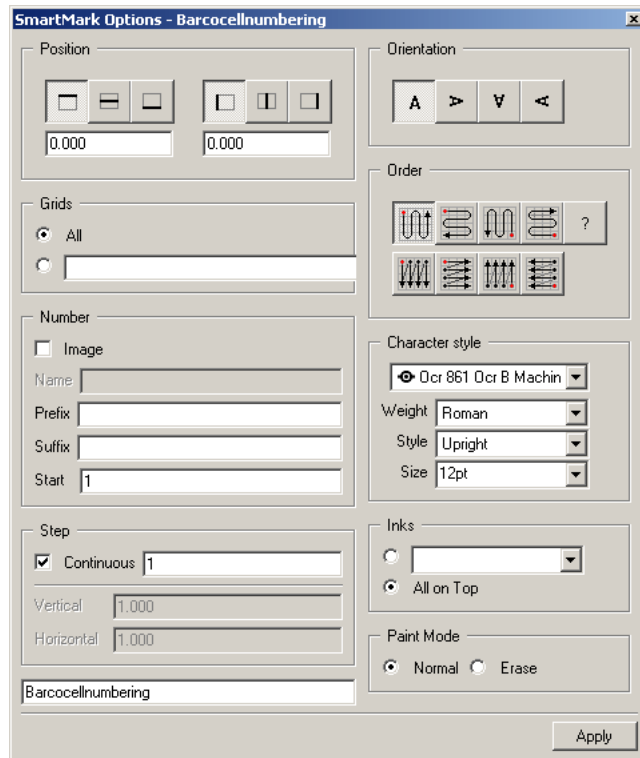 SmartMark Options - Barcocellnumbering
Position
0.000
0.000
Grids
All
Number
Image
Name
Prefix
Suffix
Start 1
Step
Continuous 1
Vertical 1.000
Horizontal 1.000
Barcocellnumbering
Orientation
A A A A
Order
?
Character style
Ocr 861 Ocr B Machin
Weight Roman
Style Upright
Size 12pt
Inks
All on Top
Paint Mode
Normal Erase
Apply